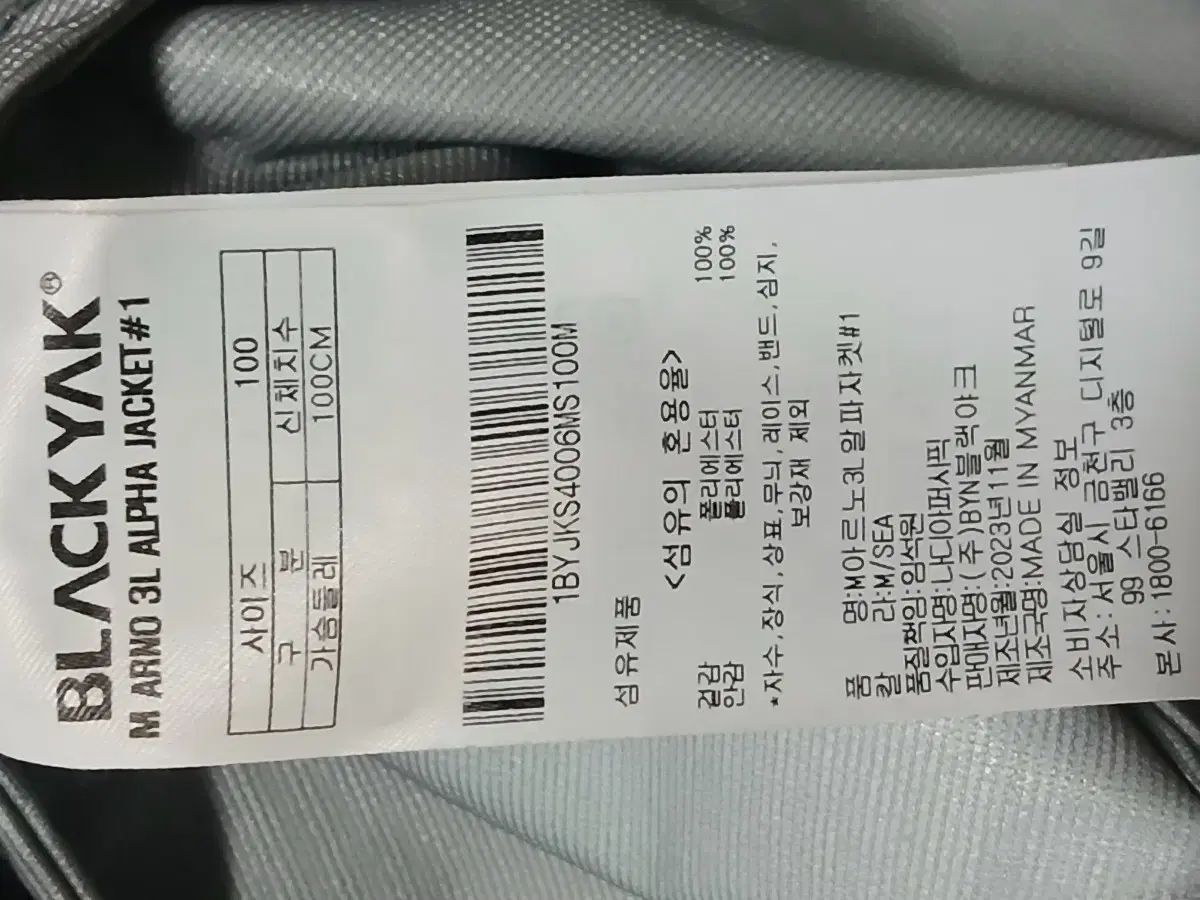 BLACKYAK®
M ARNO 3L ALPHA JACKET#1
사이즈 100
구 분 신체치수
가슴둘레 100CM
1BYJKS4006MS100M
섬유제품
<섬유의 혼용율>
겉감 폴리에스터 100%
안감 폴리에스터 100%
*자수,장식,상표,무늬,레이스,밴드,심지,
보강재 제외
품 명:M아르노3L알파자켓#1
칼 라:M/SEA
품질책임:임석원
수입자명:나디아퍼시픽
판매자명:(주)BYN블랙야크
제조년월:2023년11월
제조국명:MADE IN MYANMAR
소비자상담실 정보
주소:서울시 금천구 디지털로 9길
99 스타밸리 3층
본사:1800-6166